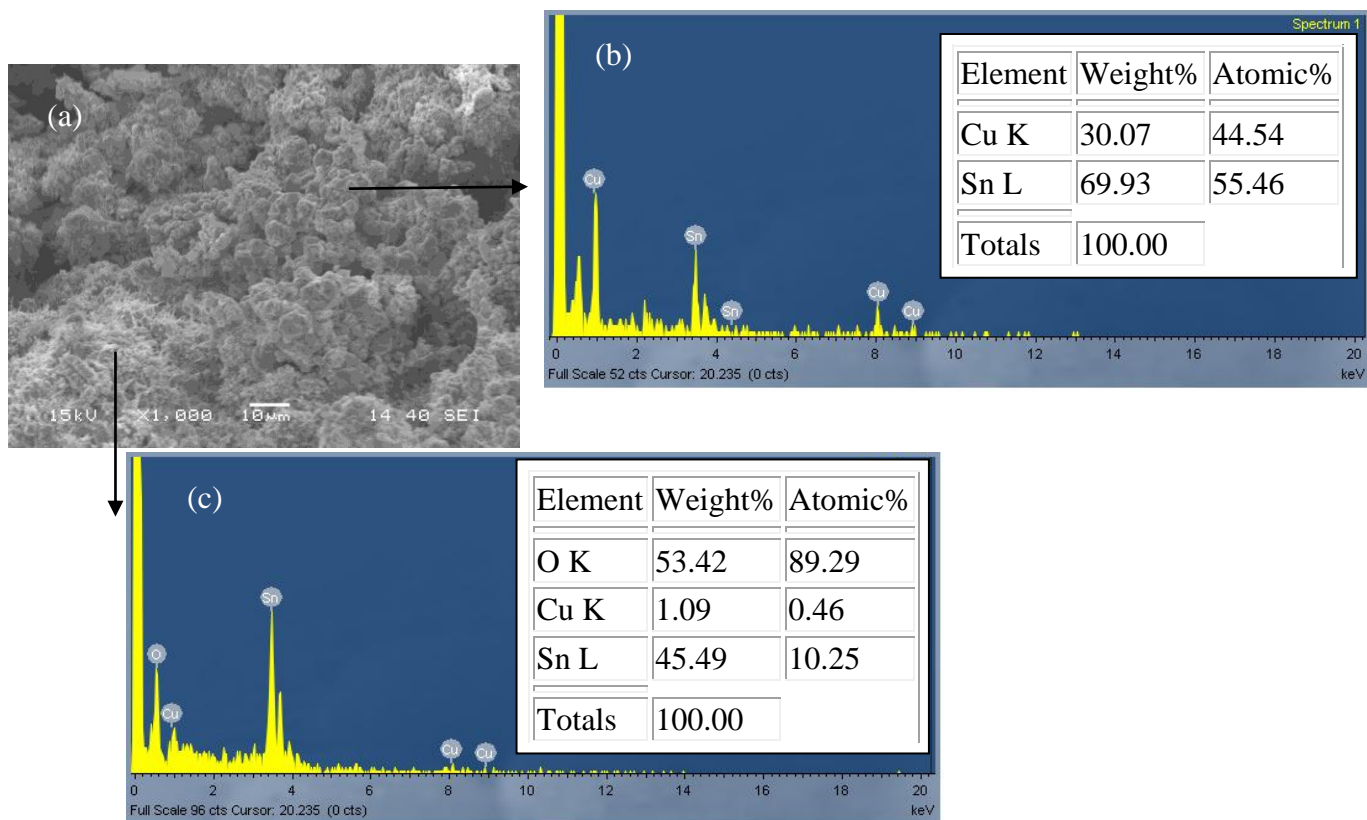 (a)
15kV X1,000 10μm 14 40 SEI
(b)
Spectrum 1
Element Weight% Atomic%
Cu K 30.07 44.54
Sn L 69.93 55.46
Totals 100.00
Cu
Sn
Sn
Cu
Cu
0 2 4 6 8 10 12 14 16 18 20
Full Scale 52 cts Cursor: 20.235 (0 cts) keV
(c)
Element Weight% Atomic%
O K 53.42 89.29
Cu K 1.09 0.46
Sn L 45.49 10.25
Totals 100.00
Sn
O
Cu
Cu
Cu
0 2 4 6 8 10 12 14 16 18 20
Full Scale 96 cts Cursor: 20.235 (0 cts) keV